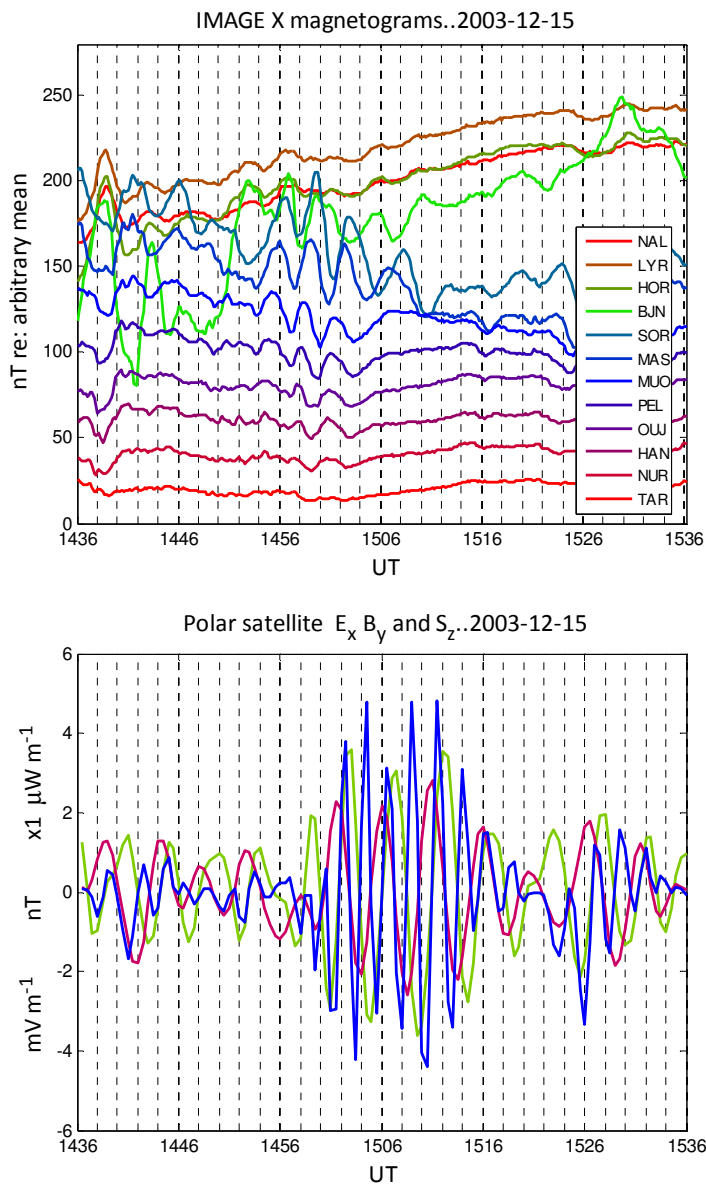 IMAGE X magnetograms..2003-12-15
nT re: arbitrary mean
250
200
150
100
50
0
NAL
LYR
HOR
BJN
SOR
MAS
MUO
PEL
OUJ
HAN
NUR
TAR
1436 1446 1456 1506 1516 1526 1536
UT
Polar satellite E_x B_y and S_z..2003-12-15
mV m^-1 nT x1 μW m^-1
6
4
2
0
-2
-4
-6
1436 1446 1456 1506 1516 1526 1536
UT